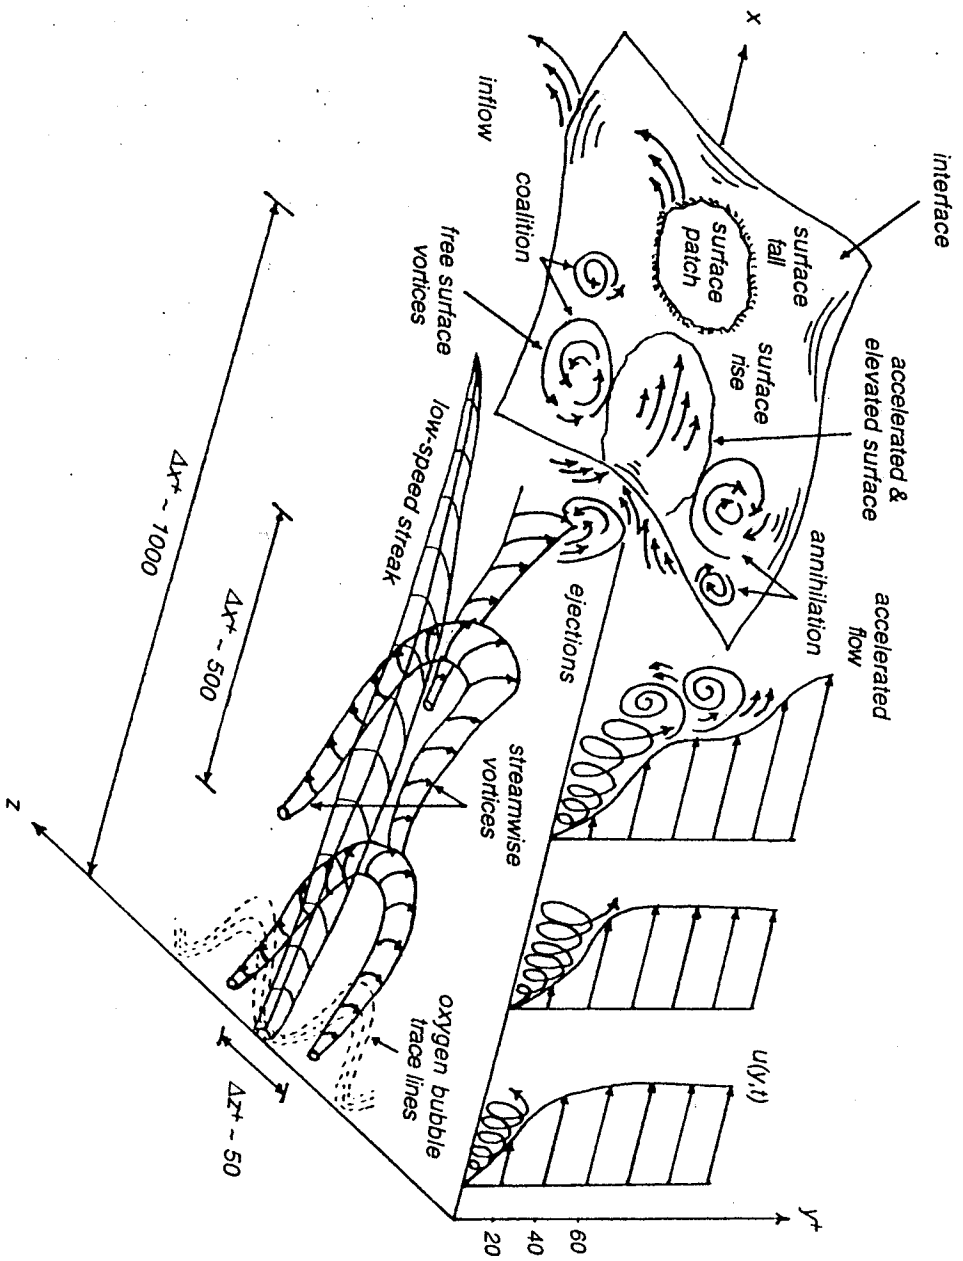 interface
accelerated &
elevated surface
accelerated
flow
u(y,t)
y⁺
x
surface
fall
surface
rise
annihilation
20
40
60
surface
patch
inflow
coalition
ejections
free surface
vortices
low-speed streak
streamwise
vortices
oxygen bubble
trace lines
Δx⁺ ~ 1000
Δx⁺ ~ 500
Δz⁺ ~ 50
z